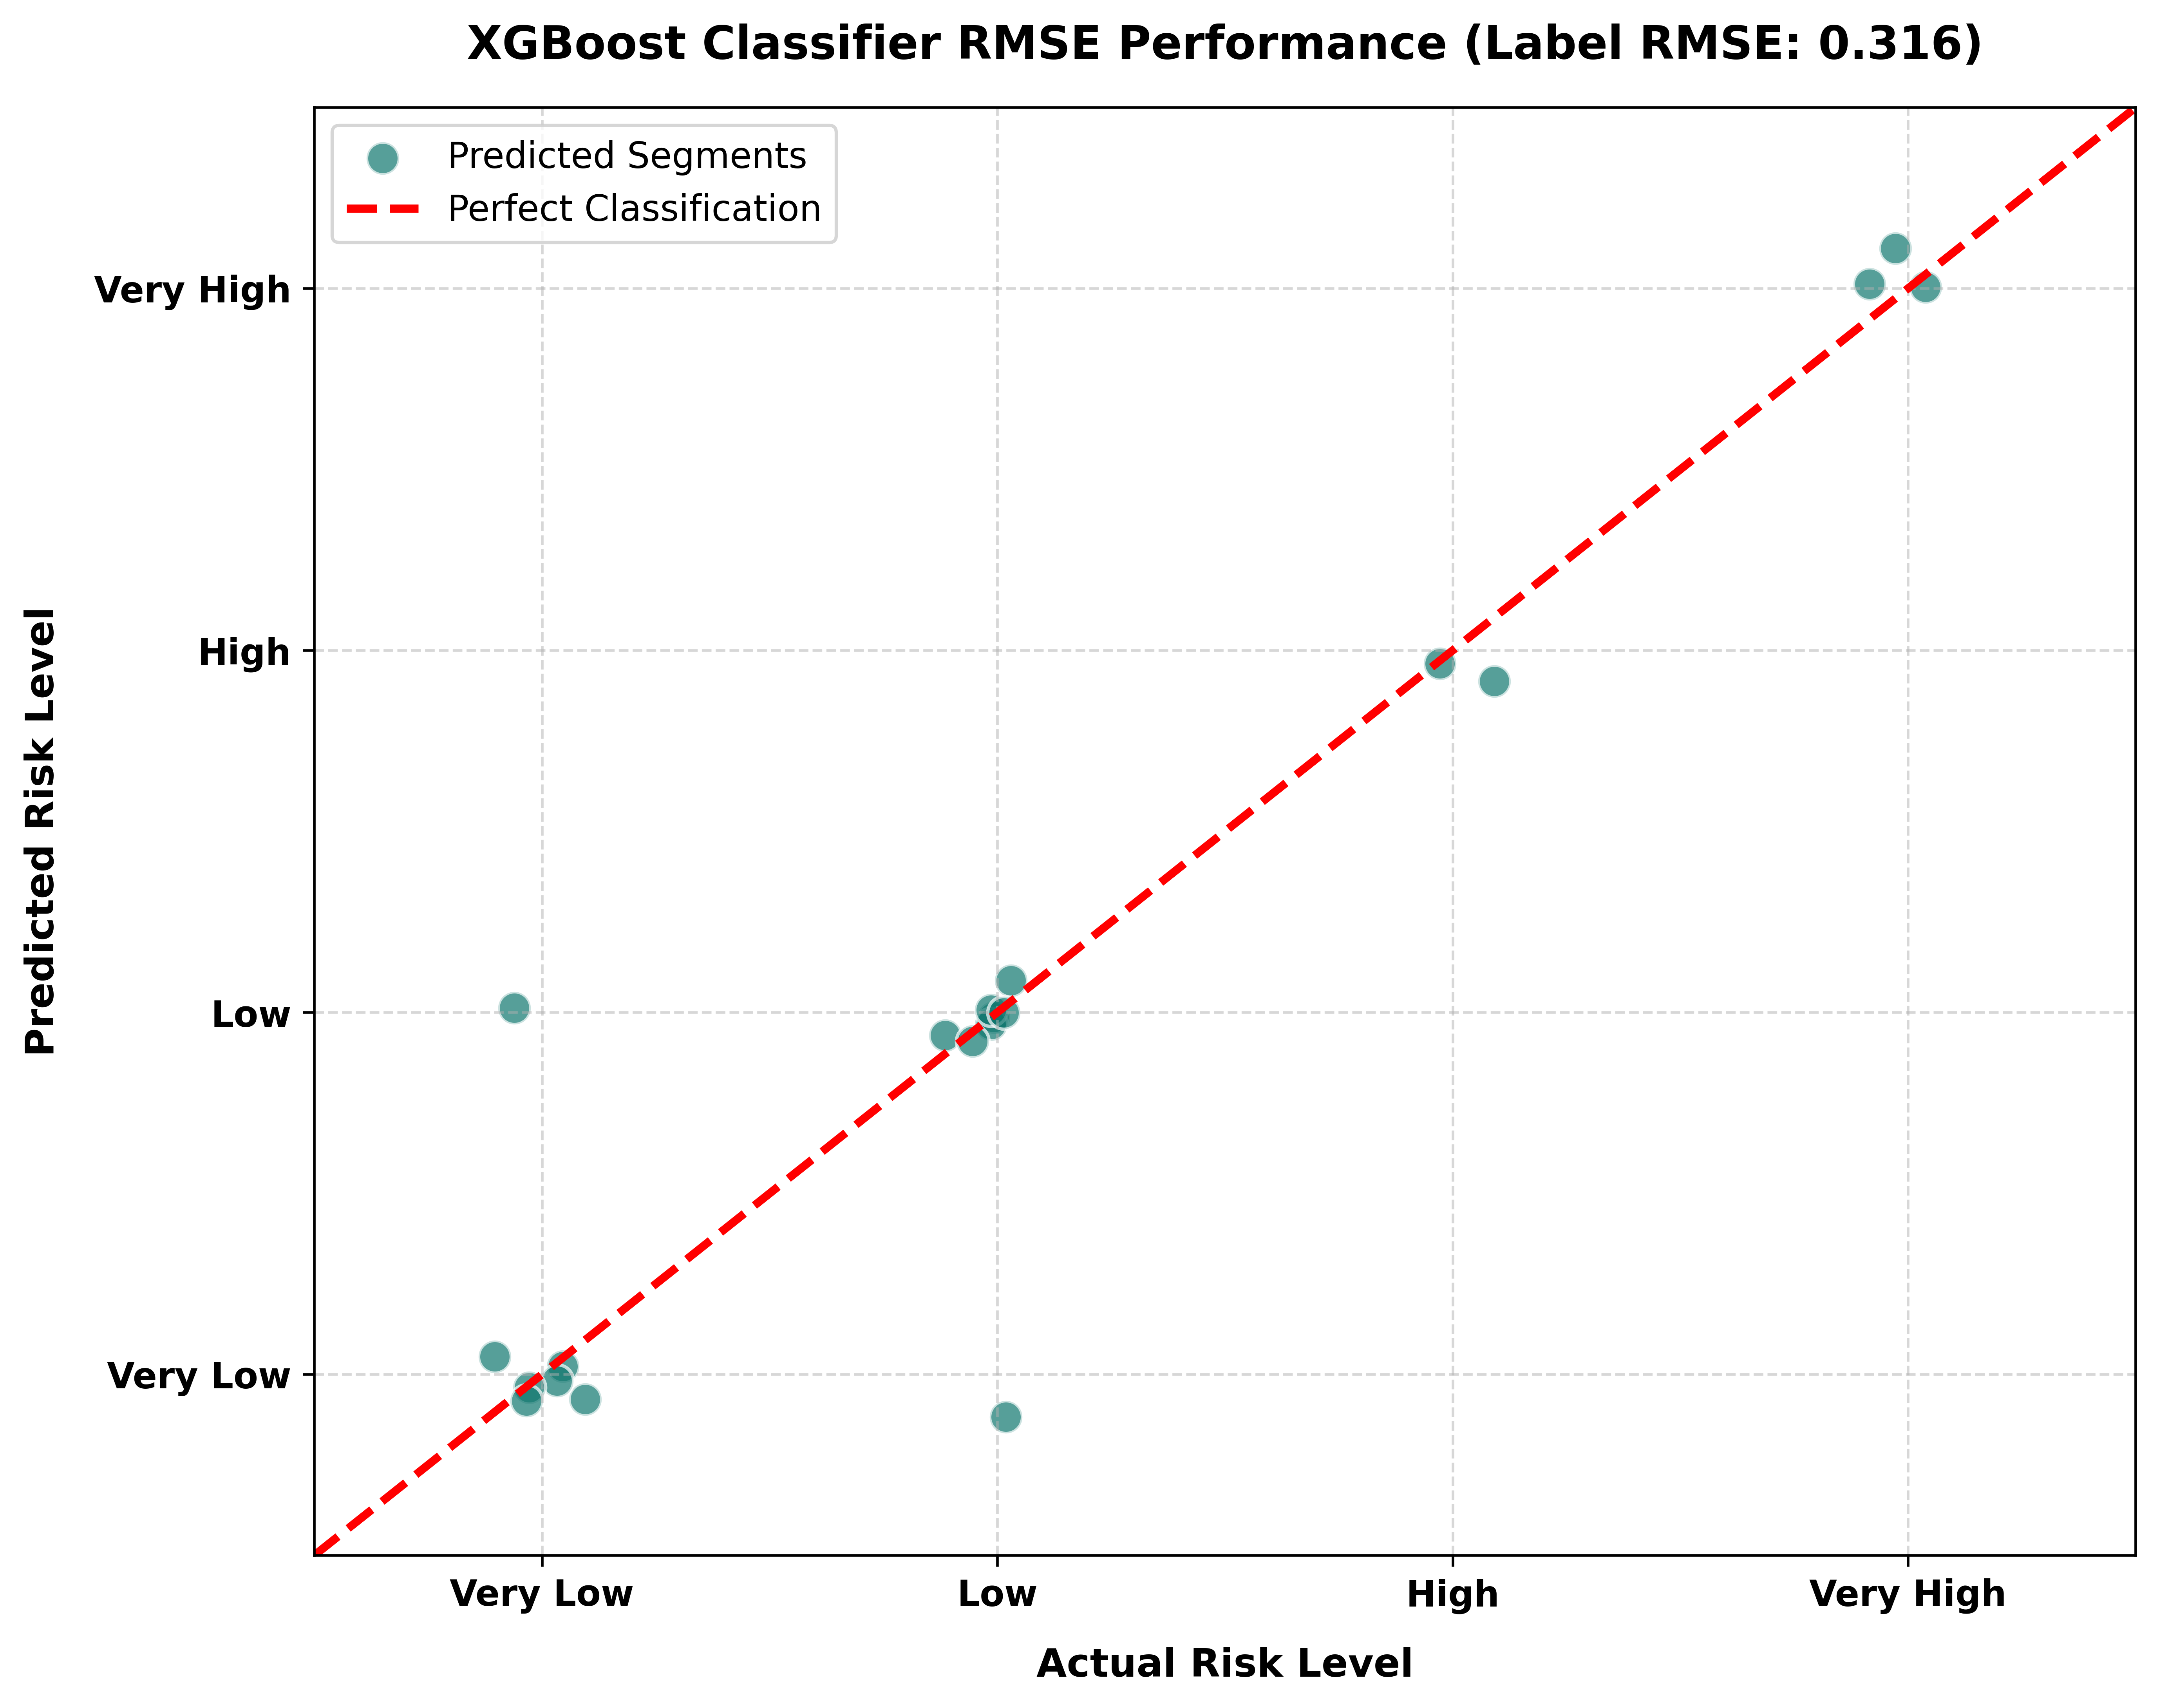 XGBoost Classifier RMSE Performance (Label RMSE: 0.316)
Predicted Segments
Perfect Classification
Predicted Risk Level
Very High
High
Low
Very Low
Very Low
Low
High
Very High
Actual Risk Level